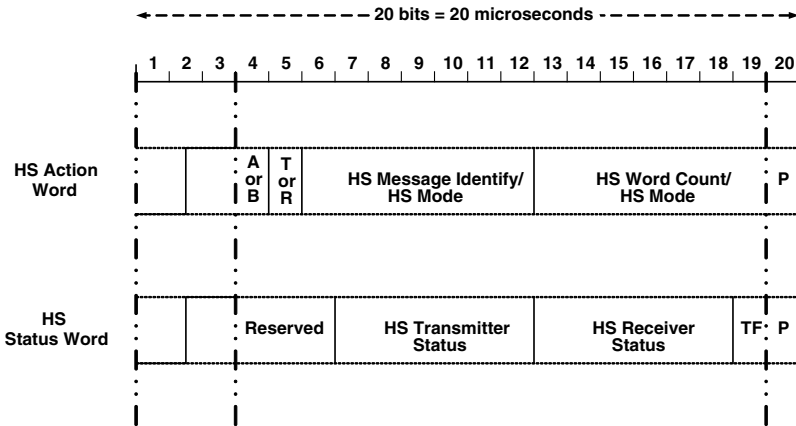 20 bits = 20 microseconds
1 2 3 4 5 6 7 8 9 10 11 12 13 14 15 16 17 18 19 20
HS Action
Word
A
or
B
T
or
R
HS Message Identify/
HS Mode
HS Word Count/
HS Mode
P
HS
Status Word
Reserved
HS Transmitter
Status
HS Receiver
Status
TF
P